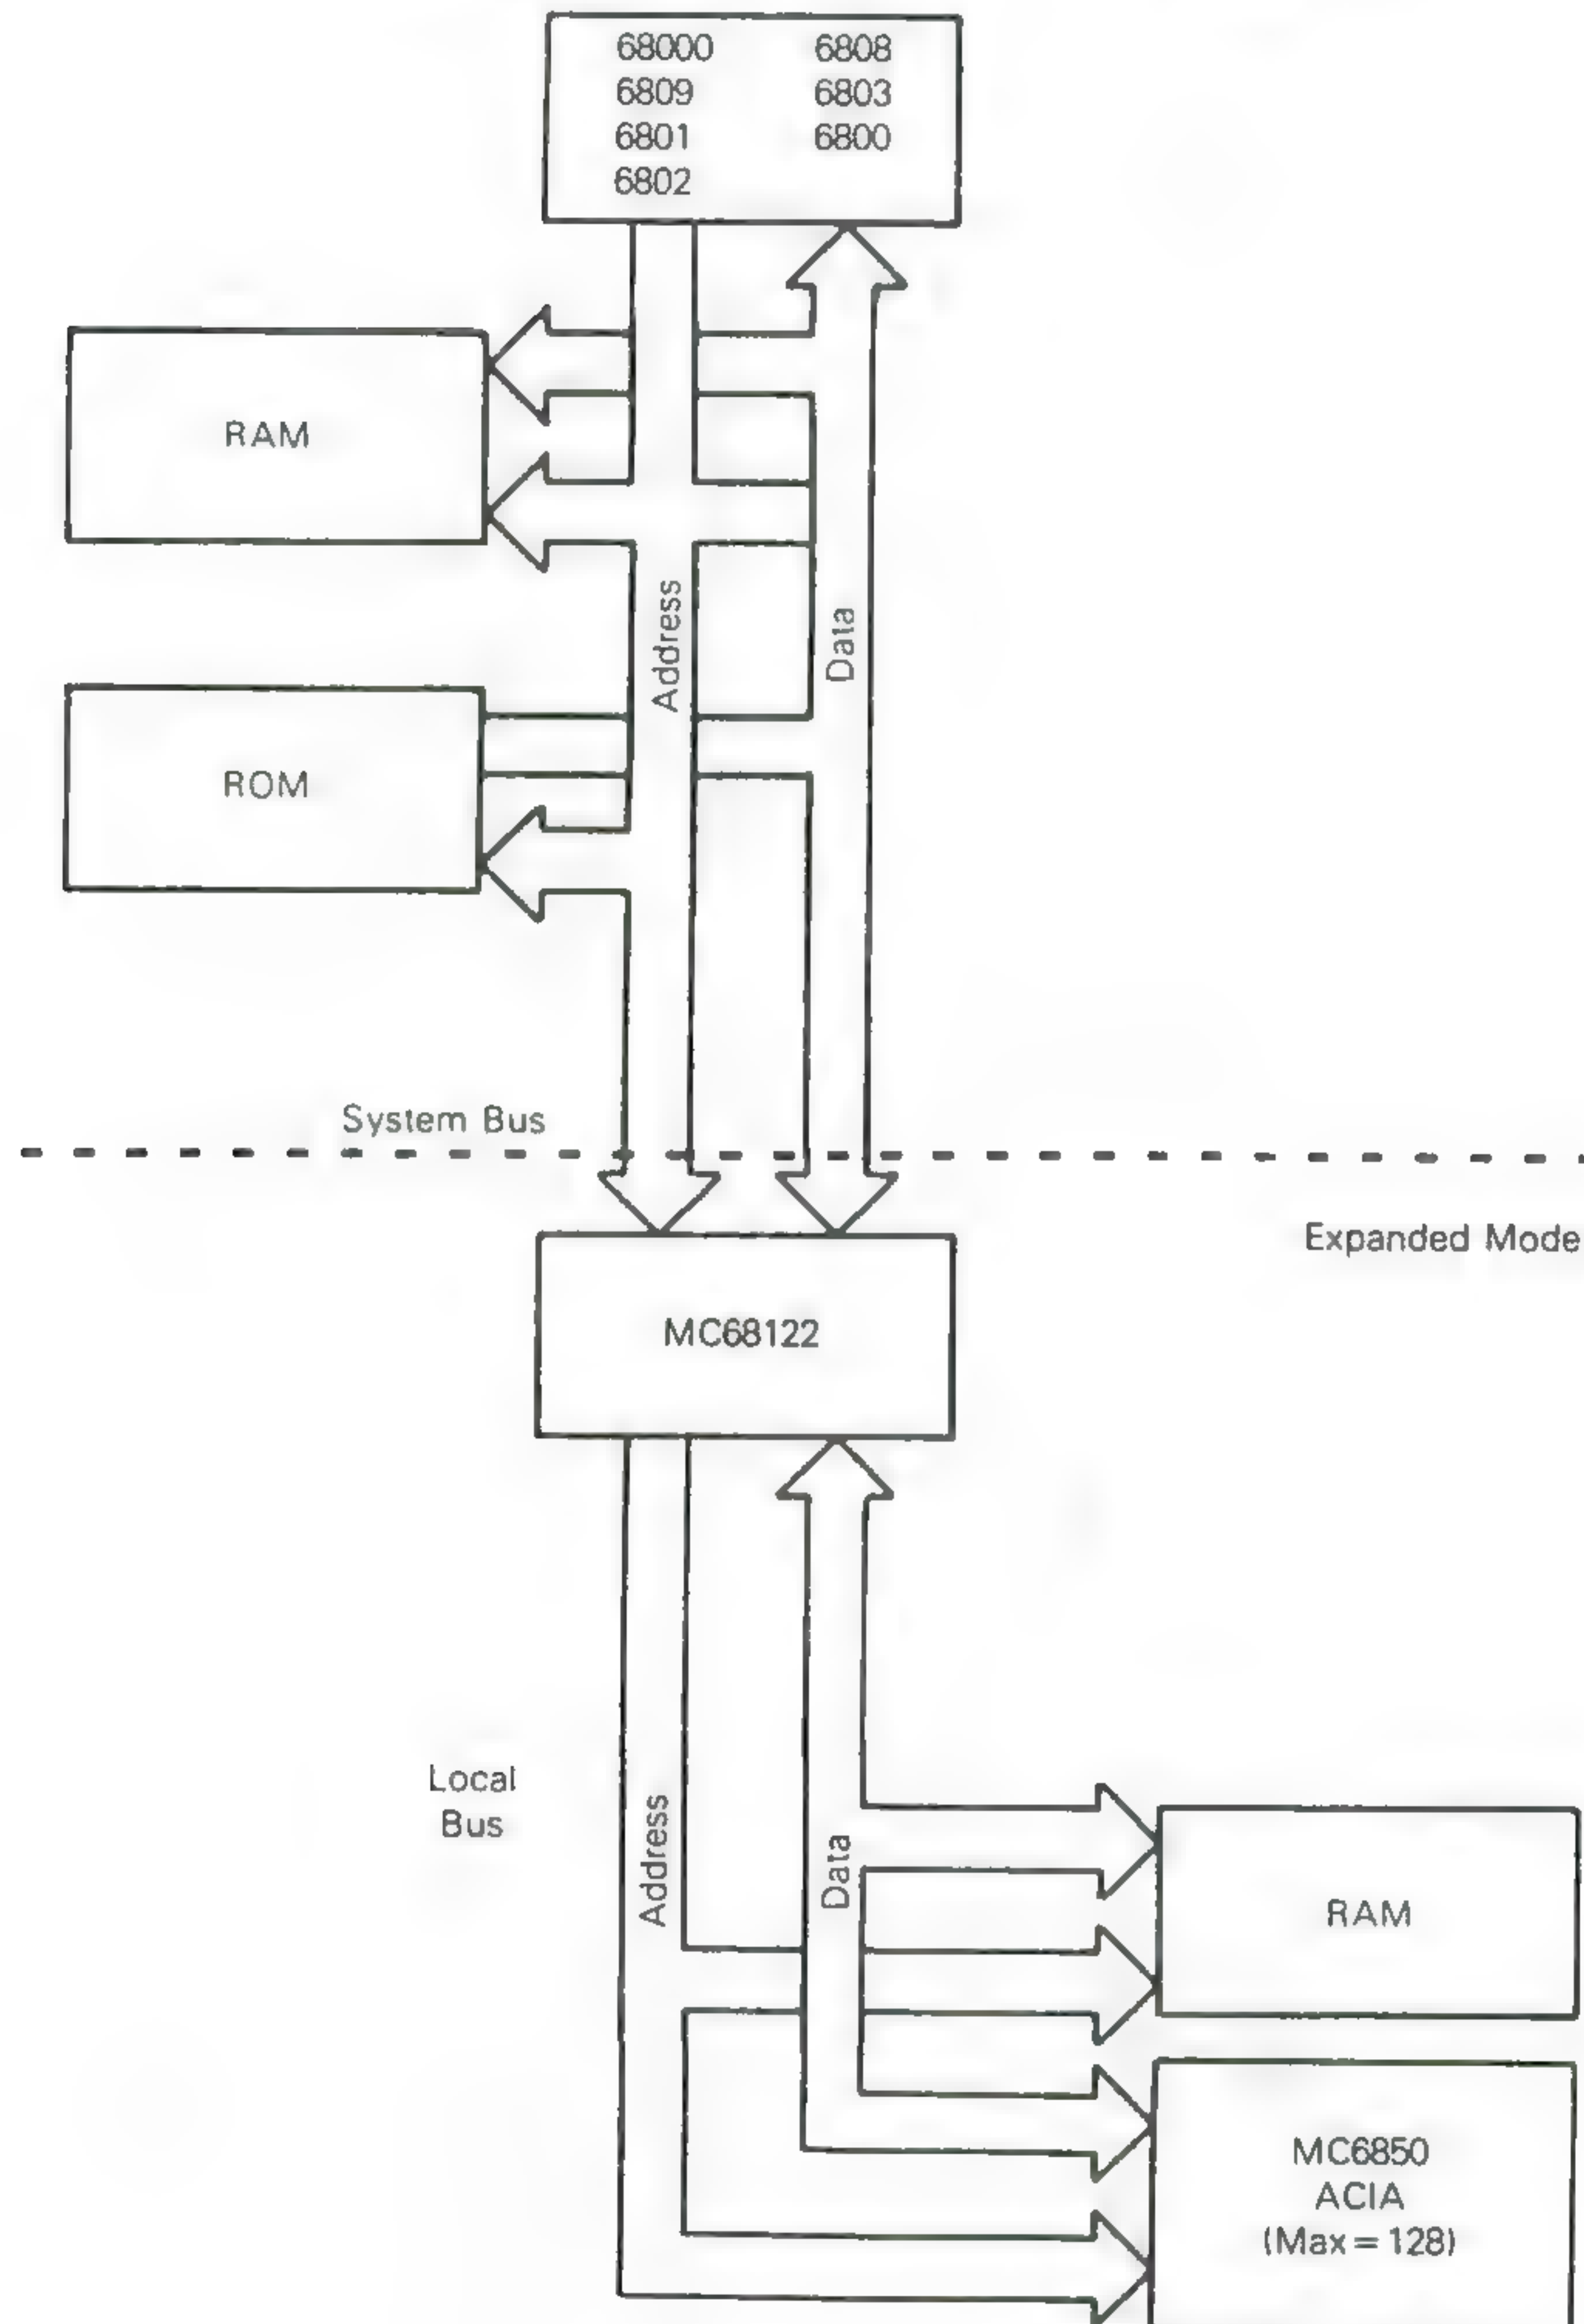 68000 6808
6809 6803
6801 6800
6802
RAM
Address
Data
ROM
System Bus
Expanded Mode
MC68122
Local
Bus
Address
Data
RAM
MC6850
ACIA
(Max = 128)